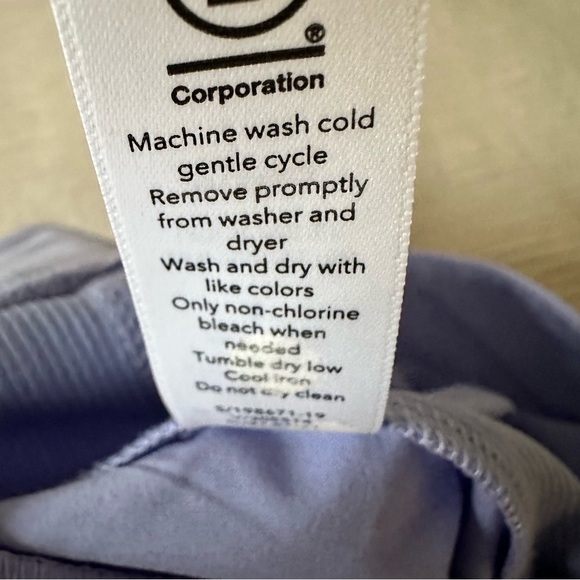 ®
Corporation
Machine wash cold
gentle cycle
Remove promptly
from washer and
dryer
Wash and dry with
like colors
Only non-chlorine
bleach when
needed
Tumble dry low
Cool iron
Do not dry clean